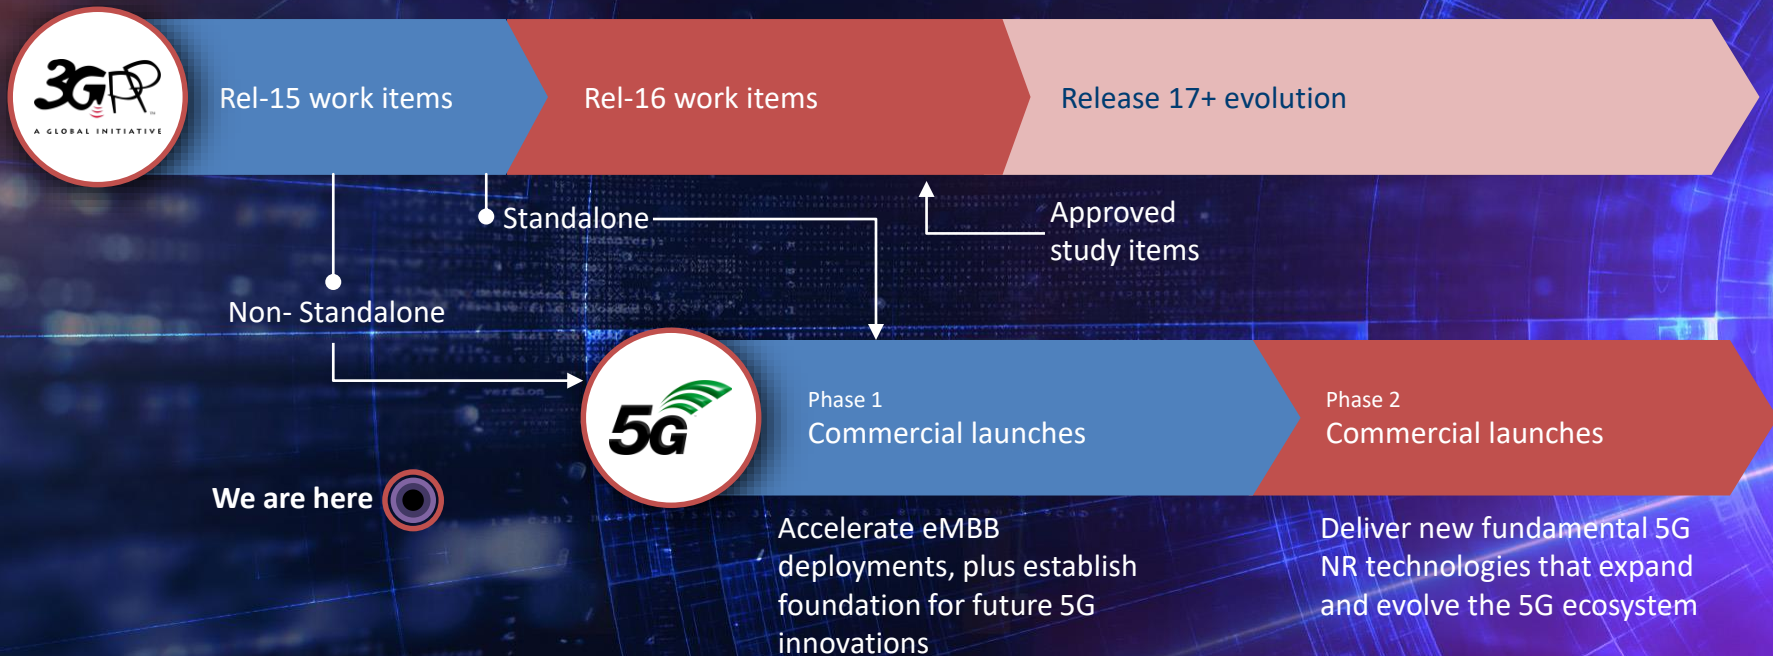 3GPP
A GLOBAL INITIATIVE
Rel-15 work items
Rel-16 work items
Release 17+ evolution
Standalone
Approved
study items
Non- Standalone
5G
Phase 1
Commercial launches
Phase 2
Commercial launches
We are here
Accelerate eMBB
deployments, plus establish
foundation for future 5G
innovations
Deliver new fundamental 5G
NR technologies that expand
and evolve the 5G ecosystem